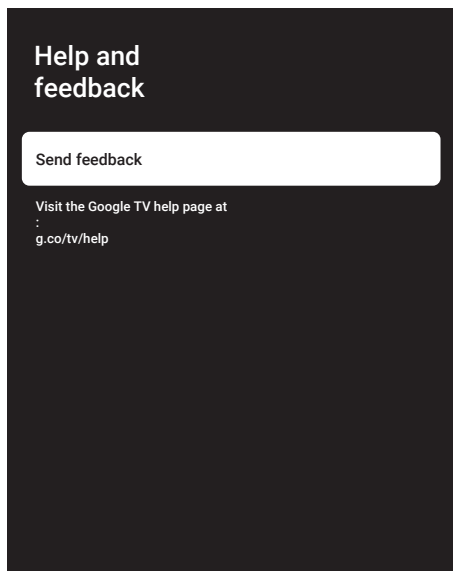 Help and
feedback
Send feedback
Visit the Google TV help page at
:
g.co/tv/help